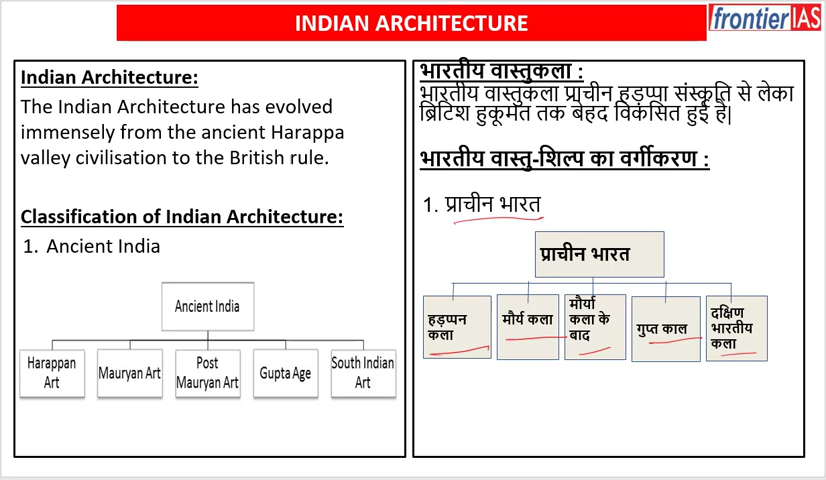 INDIAN ARCHITECTURE
frontierIAS
Indian Architecture:
The Indian Architecture has evolved
immensely from the ancient Harappa
valley civilisation to the British rule.
Classification of Indian Architecture:
1. Ancient India
Ancient India
Harappan
Art
Mauryan Art
Post
Mauryan Art
Gupta Age
South Indian
Art
भारतीय वास्तुकला :
भारतीय वास्तुकला प्राचीन हड़प्पा संस्कृति से लेका
ब्रिटिश हुकूमत तक बेहद विकसित हुई है|
भारतीय वास्तु-शिल्प का वर्गीकरण :
1. प्राचीन भारत
प्राचीन भारत
हड़प्पन
कला
मौर्य कला
मौर्या
कला के
बाद
गुप्त काल
दक्षिण
भारतीय
कला